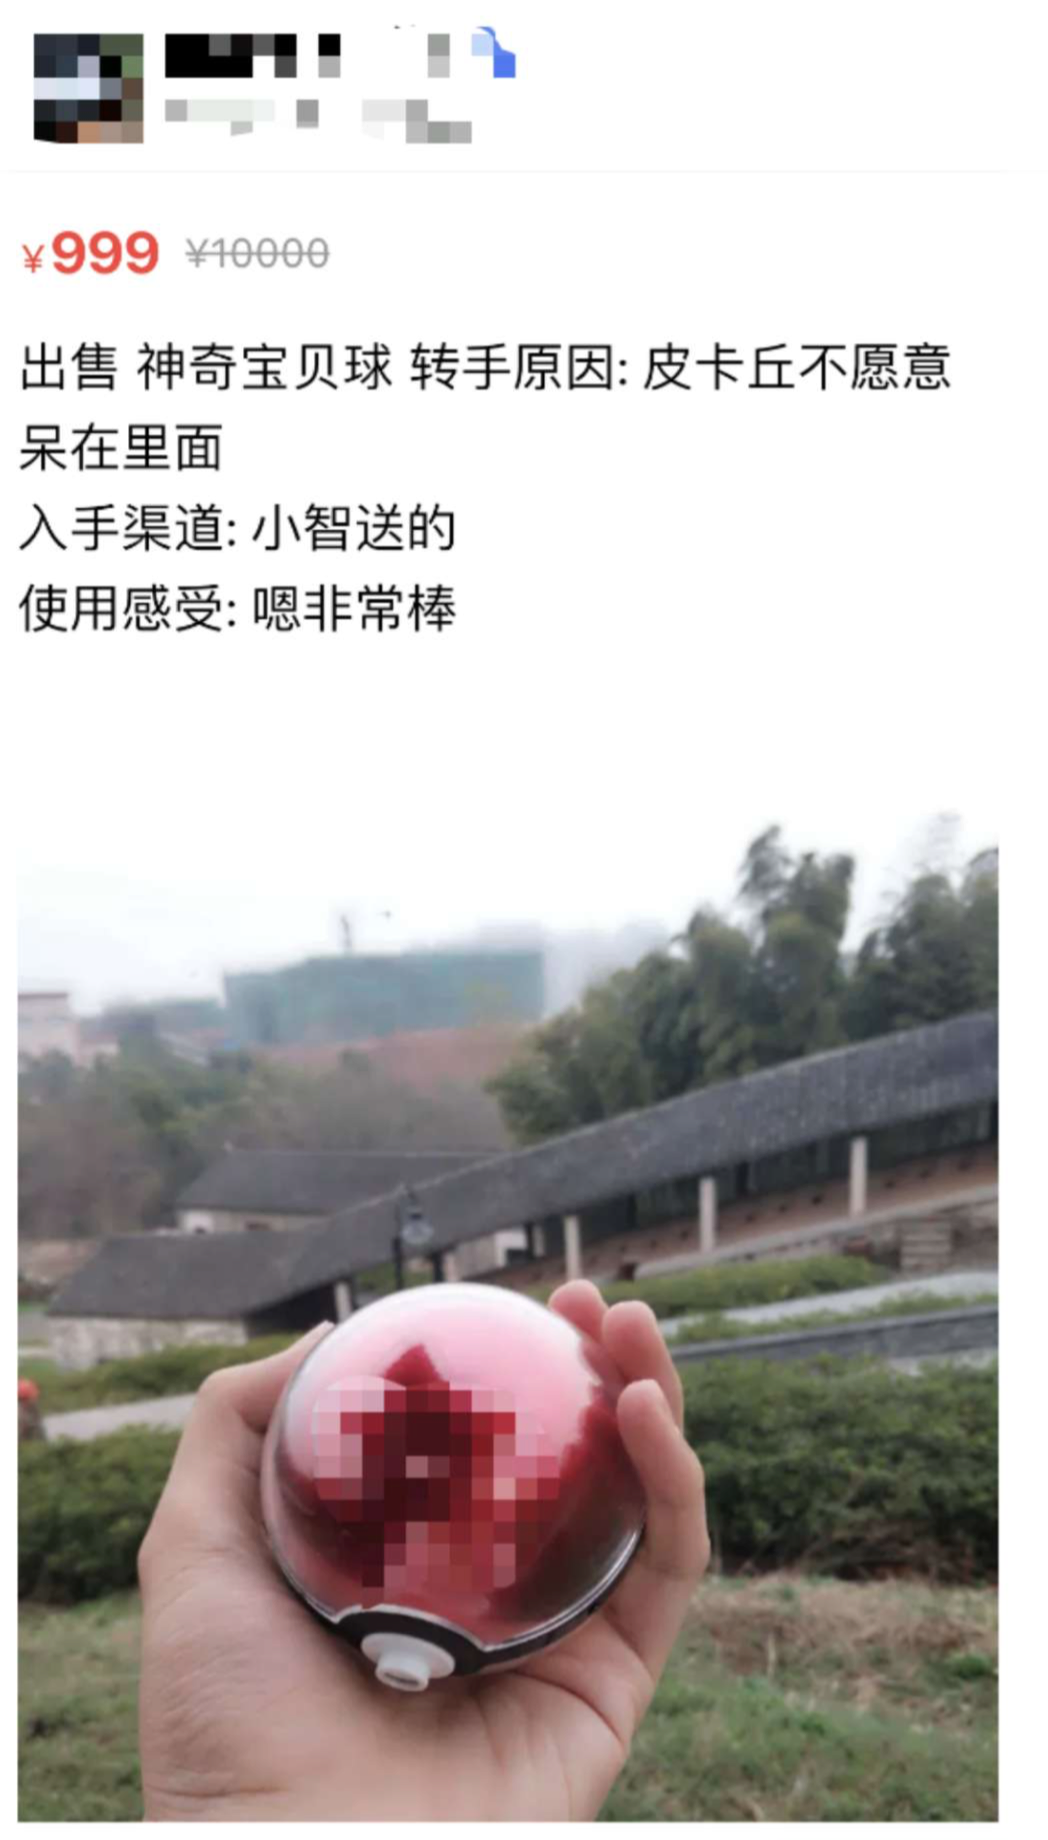 ¥999 ¥10000
出售 神奇宝贝球 转手原因: 皮卡丘不愿意
呆在里面
入手渠道: 小智送的
使用感受: 嗯非常棒